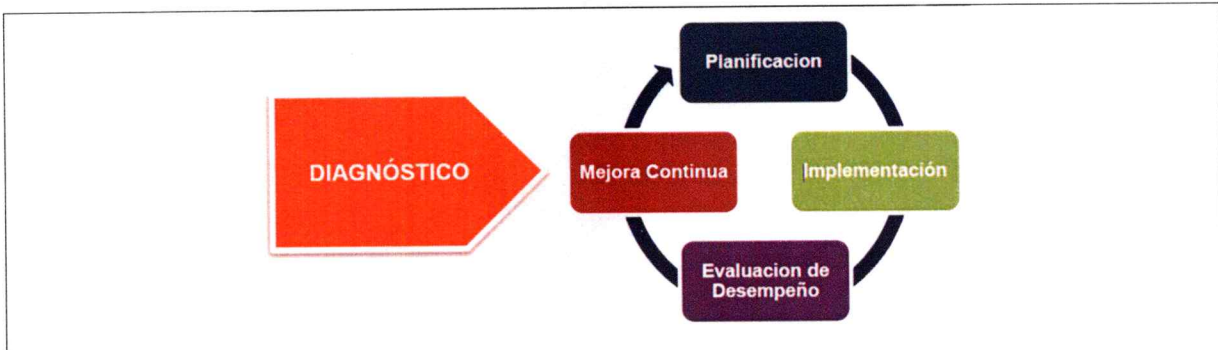 Planificacion
DIAGNÓSTICO
Mejora Continua
Implementación
Evaluacion de
Desempeño